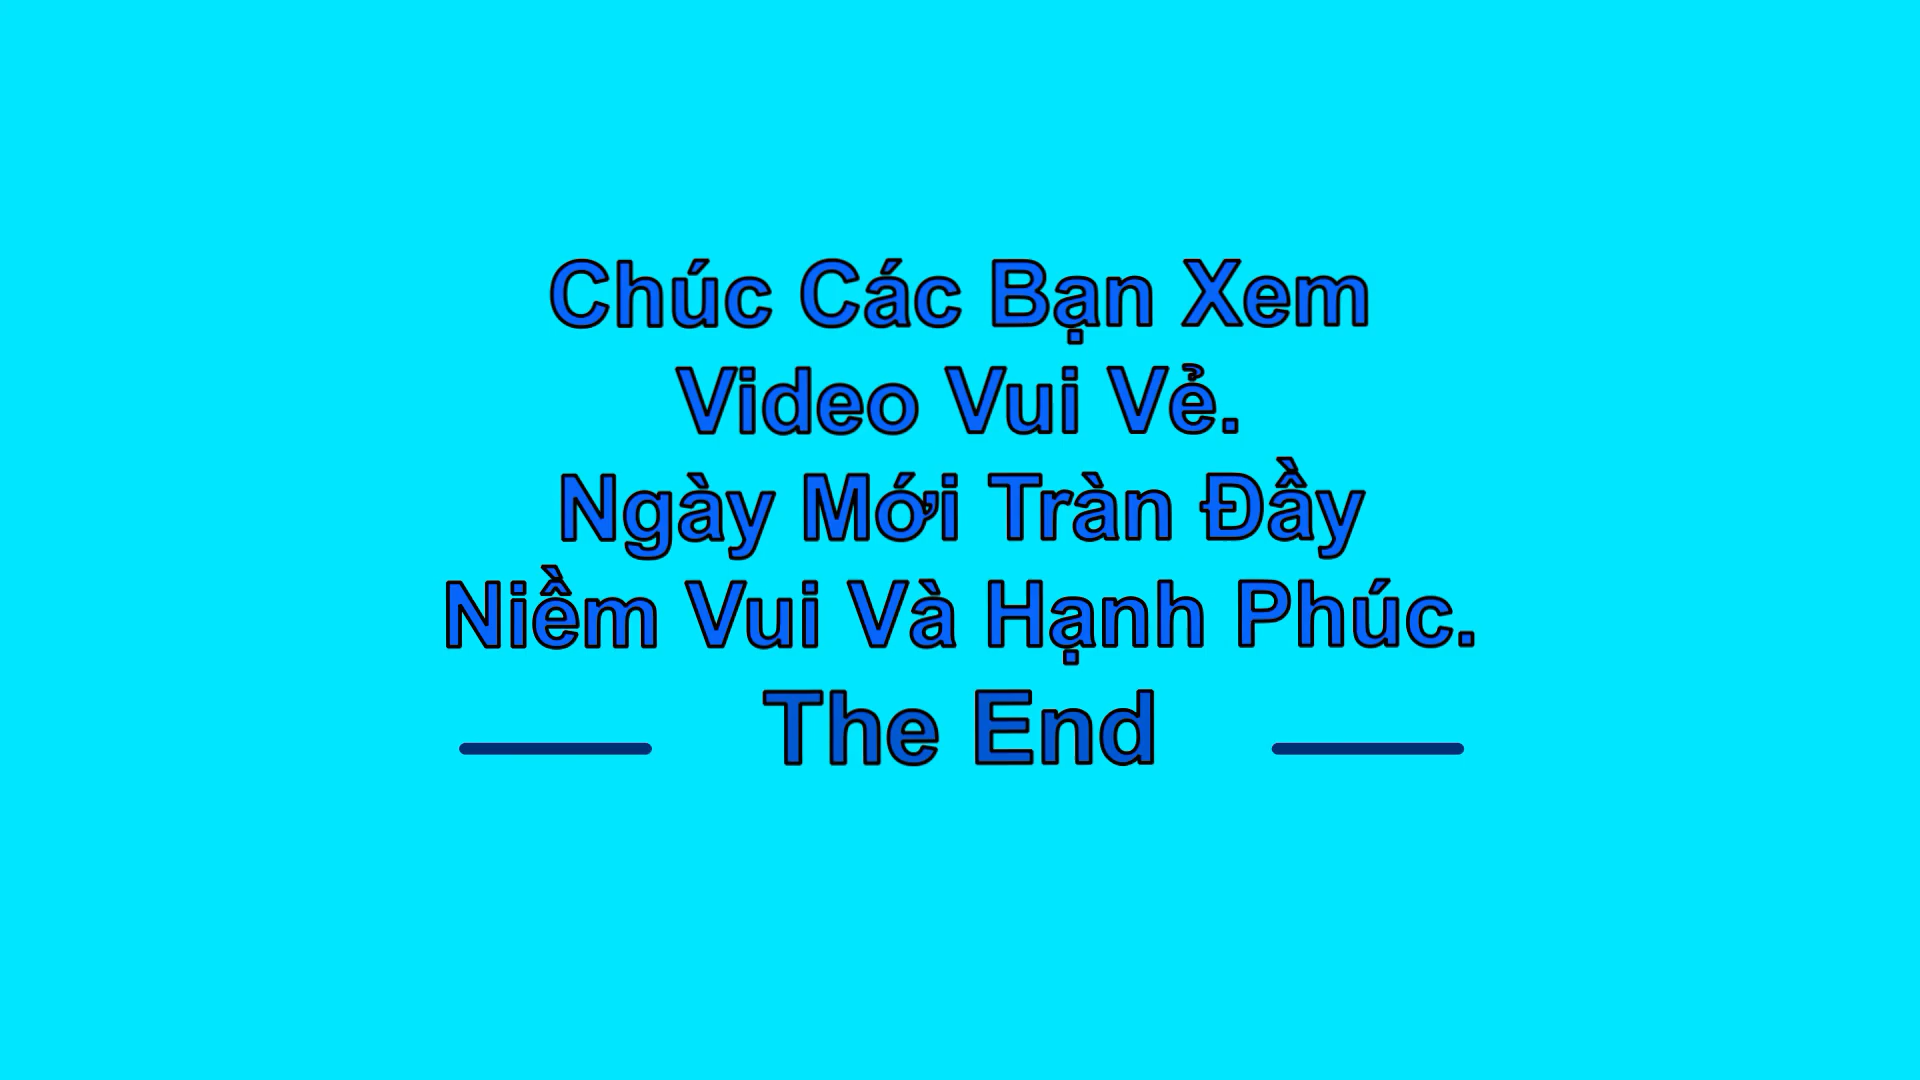 Chúc Các Bạn Xem
Video Vui Vẻ.
Ngày Mới Tràn Đầy
Niềm Vui Và Hạnh Phúc.
The End